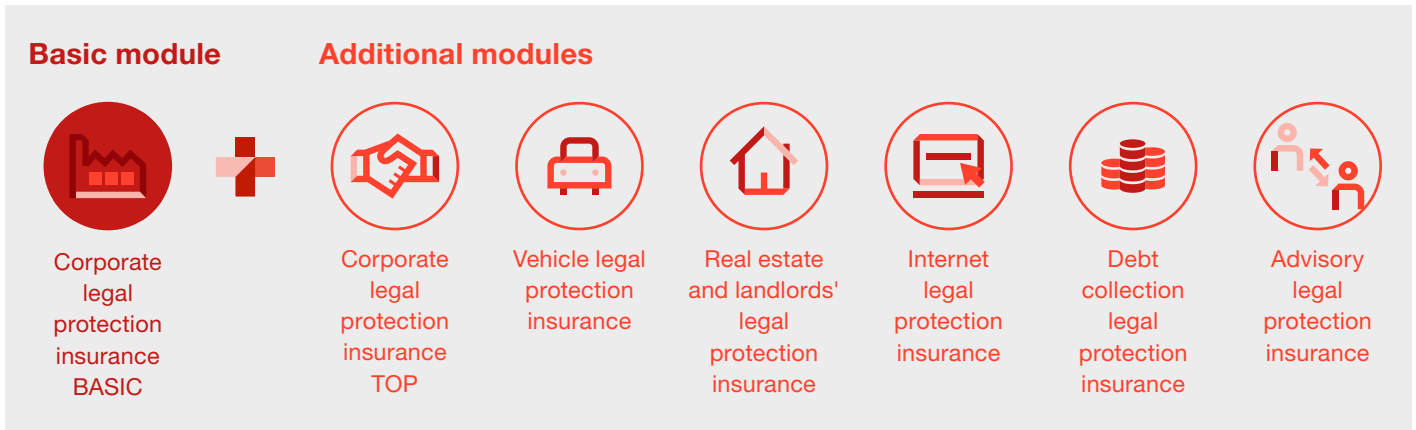 Basic module
Additional modules
Corporate
legal
protection
insurance
BASIC
Corporate
legal
protection
insurance
TOP
Vehicle legal
protection
insurance
Real estate
and landlords'
legal
protection
insurance
Internet
legal
protection
insurance
Debt
collection
legal
protection
insurance
Advisory
legal
protection
insurance